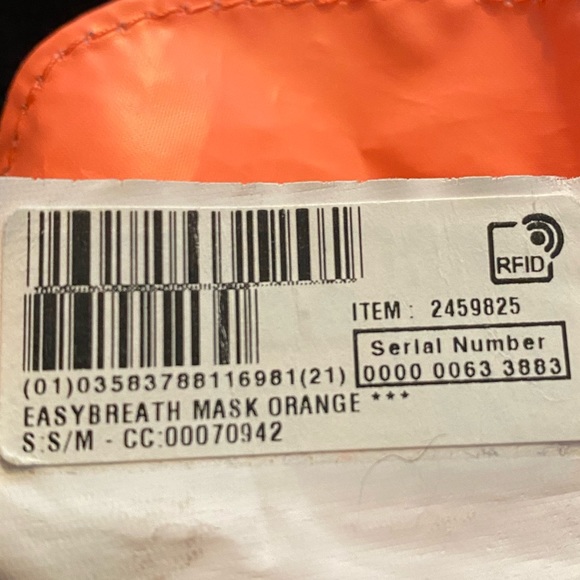 RFID
ITEM : 2459825
Serial Number
0000 0063 3883
(01)03583788116981(21)
EASYBREATH MASK ORANGE ***
S:S/M - CC:00070942